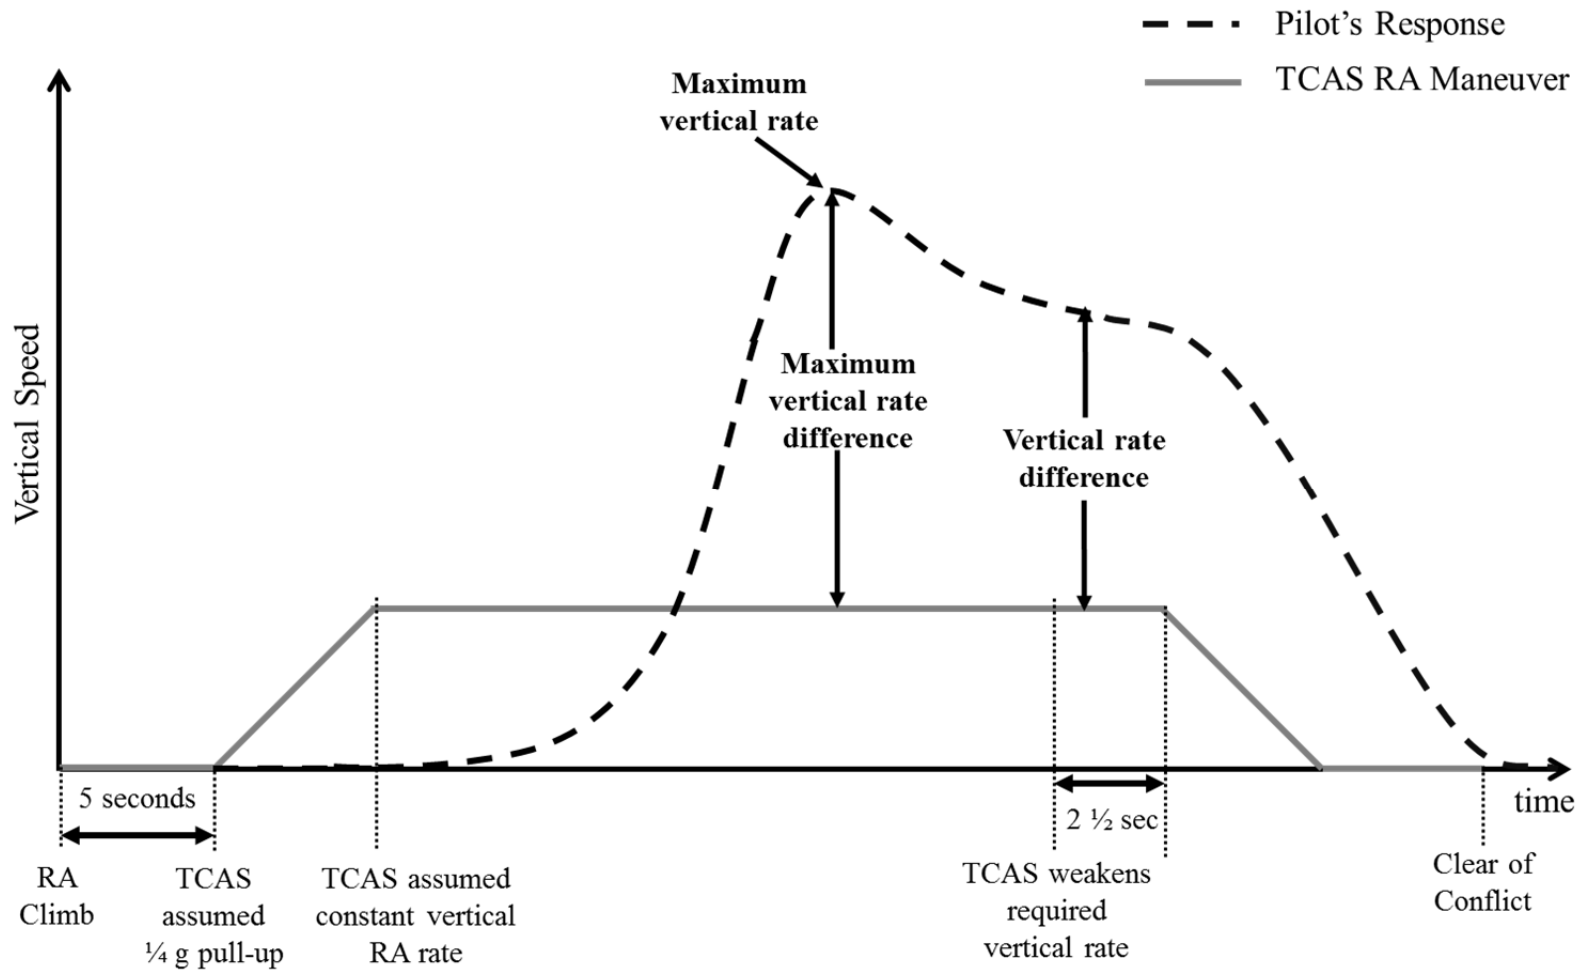 Pilot's Response
TCAS RA Maneuver
Maximum
vertical rate
Maximum
vertical rate
difference
Vertical rate
difference
Vertical Speed
time
5 seconds
2 ½ sec
RA
Climb
TCAS
assumed
¼ g pull-up
TCAS assumed
constant vertical
RA rate
TCAS weakens
required
vertical rate
Clear of
Conflict